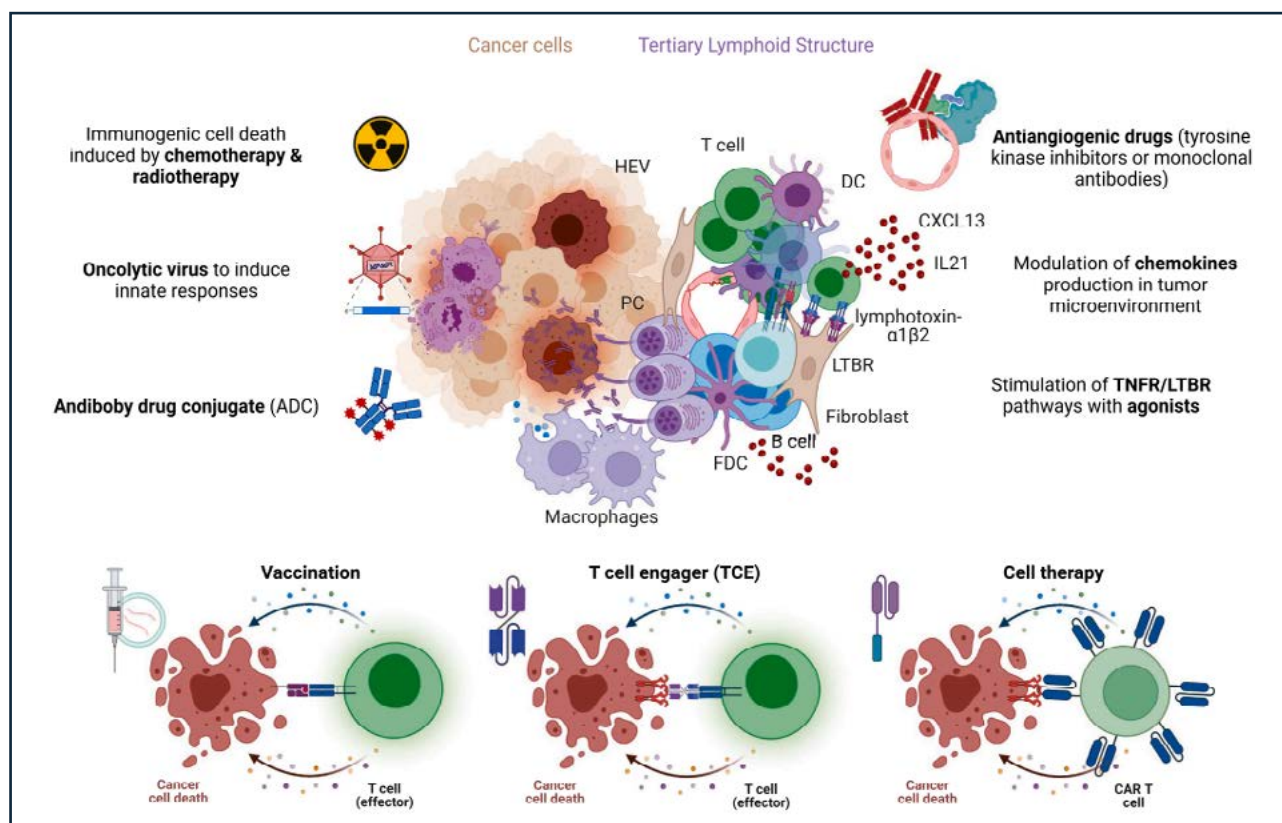 Cancer cells
Tertiary Lymphoid Structure
Immunogenic cell death
induced by chemotherapy &
radiotherapy
Oncolytic virus to induce
innate responses
Andiboby drug conjugate (ADC)
HEV
T cell
DC
CXCL13
IL21
PC
lymphotoxin-
α1β2
LTBR
Fibroblast
B cell
FDC
Macrophages
Antiangiogenic drugs (tyrosine
kinase inhibitors or monoclonal
antibodies)
Modulation of chemokines
production in tumor
microenvironment
Stimulation of TNFR/LTBR
pathways with agonists
Vaccination
Cancer
cell death
T cell
(effector)
T cell engager (TCE)
Cancer
cell death
T cell
(effector)
Cell therapy
Cancer
cell death
CAR T
cell